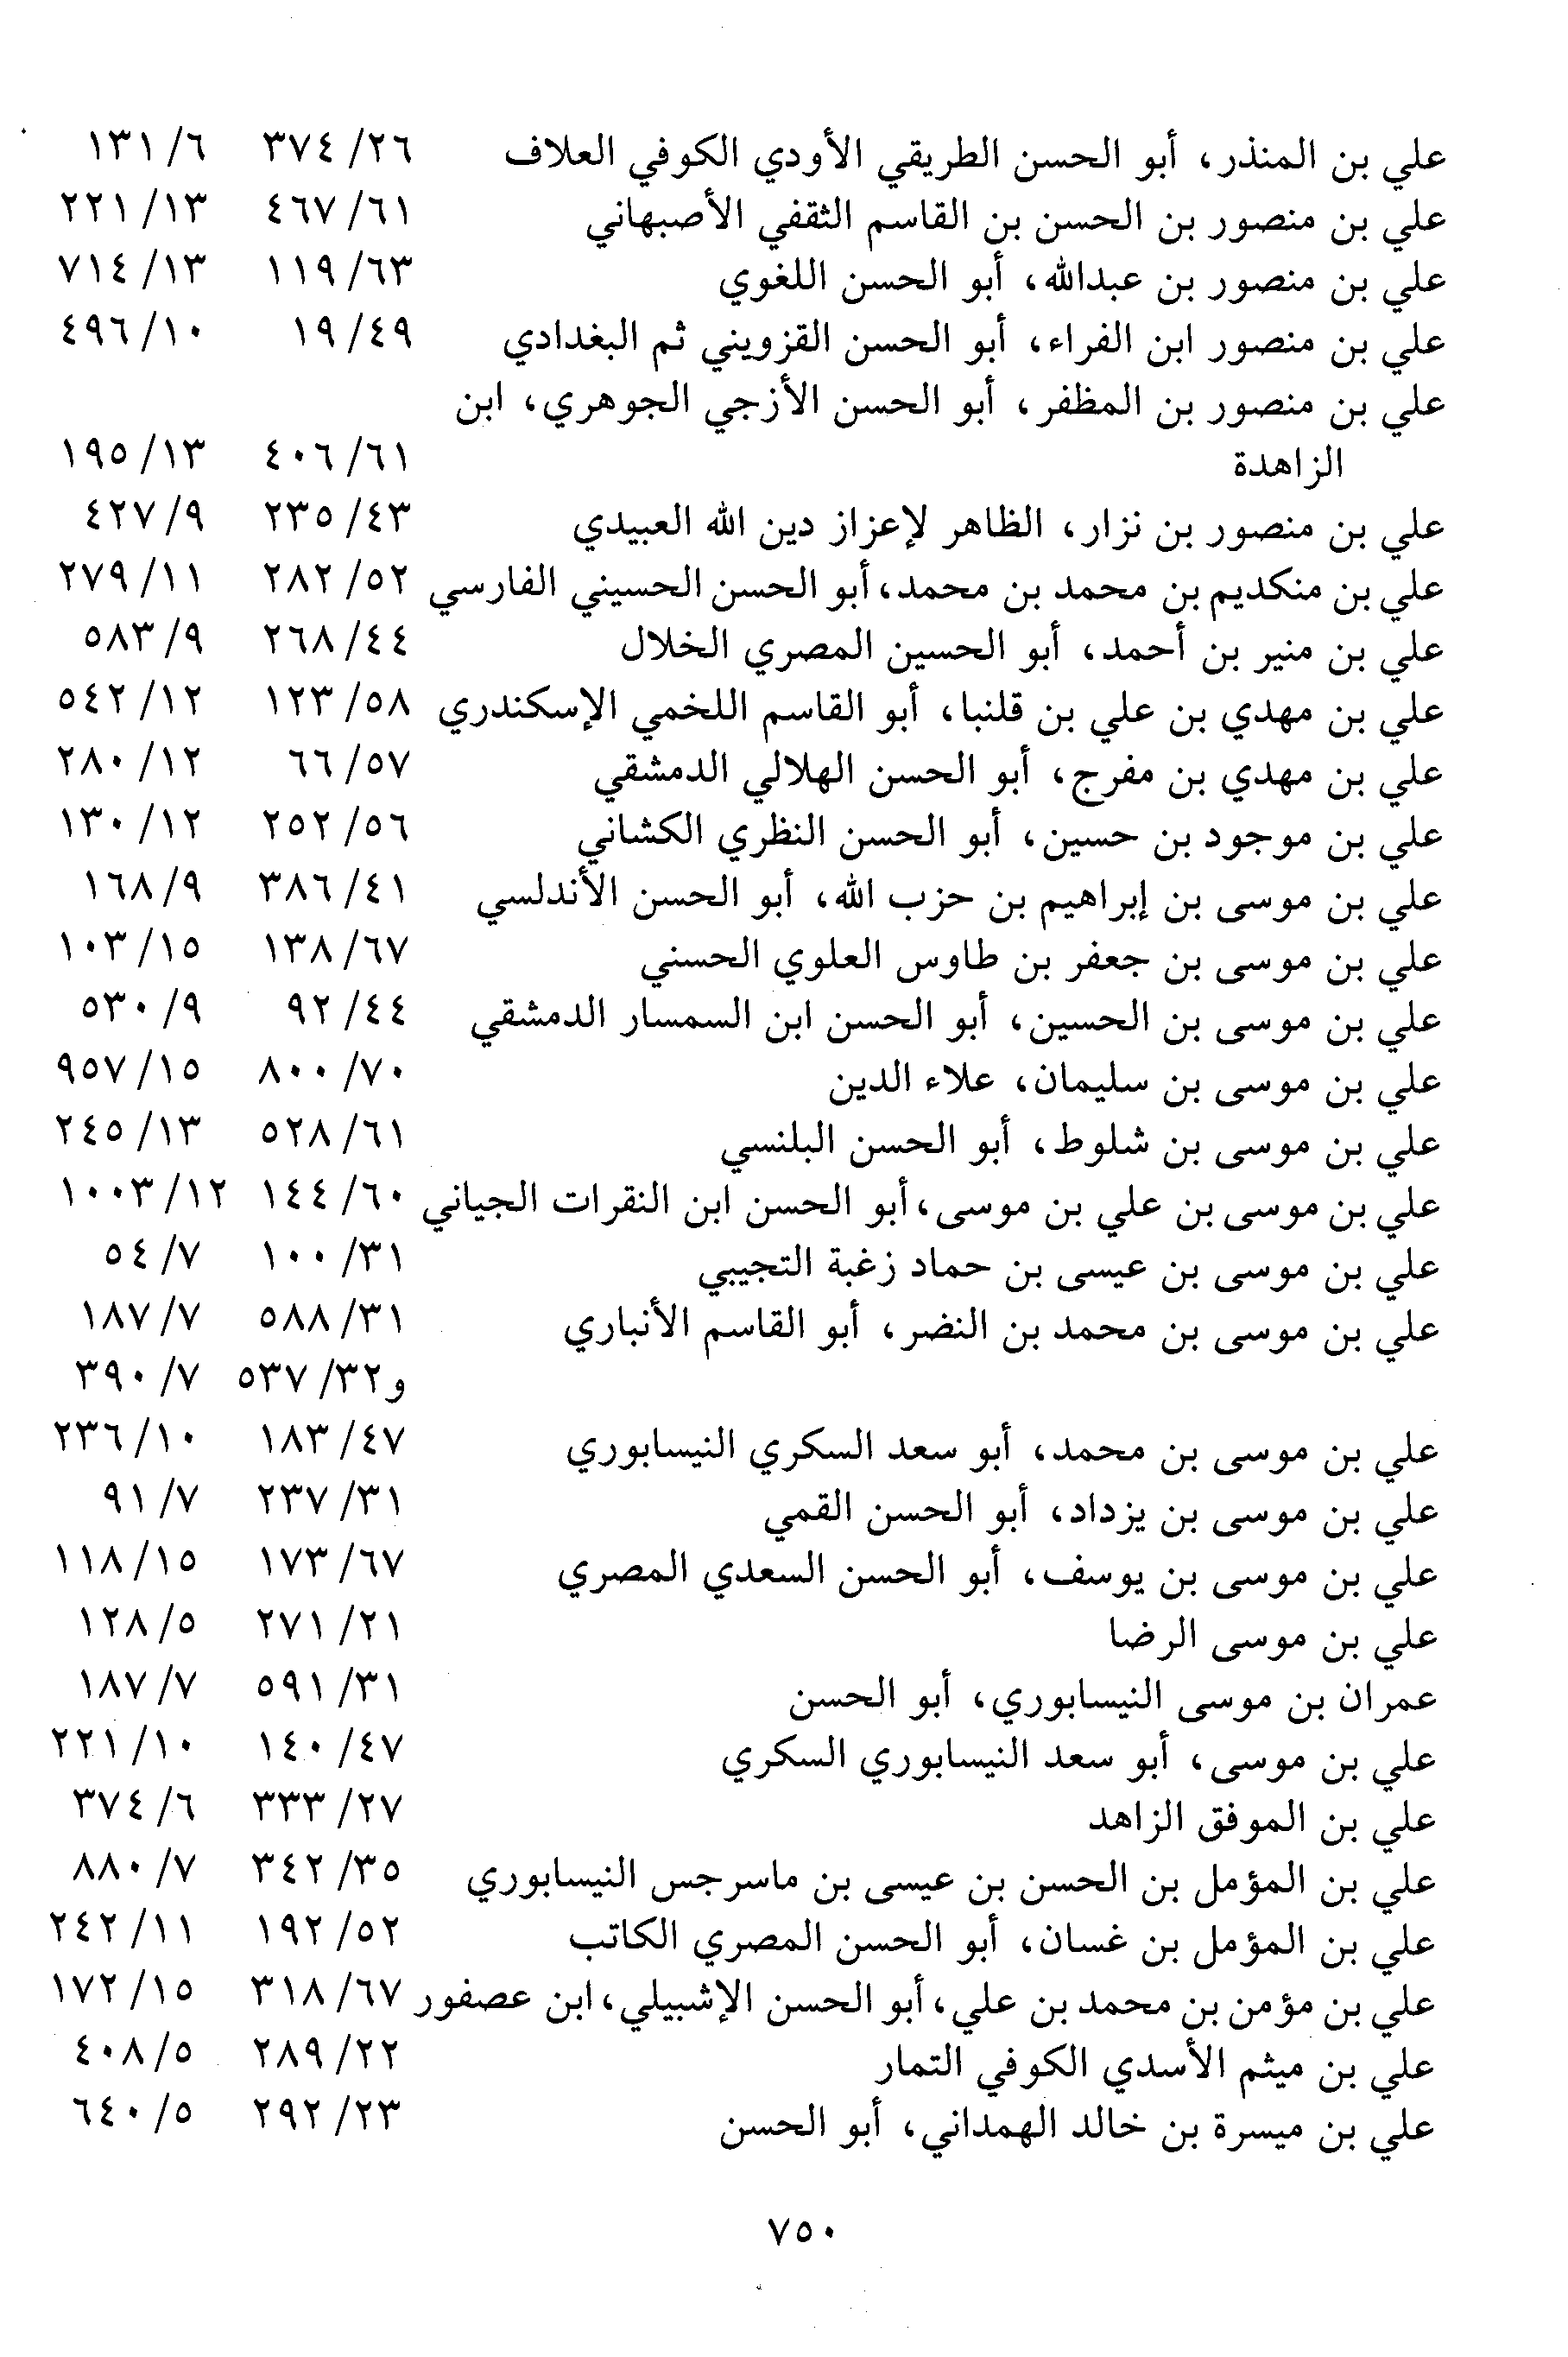 علي بن المنذر، أبو الحسن الطريقي الأودي الكوفي العلاف ٢٦/ ٣٧٤ ٦/ ١٣١
علي بن منصور بن الحسن بن القاسم الثقفي الأصبهاني ٦١/ ٤٦٧ ١٣/ ٢٢١
علي بن منصور بن عبدالله، أبو الحسن اللغوي ٦٣/ ١١٩ ١٣/ ٧١٤
علي بن منصور ابن الفراء، أبو الحسن القزويني ثم البغدادي ٤٩/ ١٩ ١٠/ ٤٩٦
علي بن منصور بن المظفر، أبو الحسن الأزجي الجوهري، ابن
الزاهدة ٦١/ ٤٠٦ ١٣/ ١٩٥
علي بن منصور بن نزار، الظاهر لإعزاز دين الله العبيدي ٤٣/ ٢٣٥ ٩/ ٤٢٧
علي بن منكديم بن محمد بن محمد، أبو الحسن الحسيني الفارسي ٥٢/ ٢٨٢ ١١/ ٢٧٩
علي بن منير بن أحمد، أبو الحسين المصري الخلال ٤٤/ ٢٦٨ ٩/ ٥٨٣
علي بن مهدي بن علي بن قلنبا، أبو القاسم اللخمي الإسكندري ٥٨/ ١٢٣ ١٢/ ٥٤٢
علي بن مهدي بن مفرج، أبو الحسن الهلالي الدمشقي ٥٧/ ٦٦ ١٢/ ٢٨٠
علي بن موجود بن حسين، أبو الحسن النظري الكشاني ٥٦/ ٢٥٢ ١٢/ ١٣٠
علي بن موسى بن إبراهيم بن حزب الله، أبو الحسن الأندلسي ٤١/ ٣٨٦ ٩/ ١٦٨
علي بن موسى بن جعفر بن طاوس العلوي الحسني ٦٧/ ١٣٨ ١٥/ ١٠٣
علي بن موسى بن الحسين، أبو الحسن ابن السمسار الدمشقي ٤٤/ ٩٢ ٩/ ٥٣٠
علي بن موسى بن سليمان، علاء الدين ٧٠/ ٨٠٠ ١٥/ ٩٥٧
علي بن موسى بن شلوط، أبو الحسن البلنسي ٦١/ ٥٢٨ ١٣/ ٢٤٥
علي بن موسى بن علي بن موسى، أبو الحسن ابن النقرات الجياني ٦٠/ ١٤٤ ١٢/ ١٠٠٣
علي بن موسى بن عيسى بن حماد زغبة التجيبي ٣١/ ١٠٠ ٧/ ٥٤
علي بن موسى بن محمد بن النضر، أبو القاسم الأنباري ٣١/ ٥٨٨ ٧/ ١٨٧
و٣٢/ ٥٣٧ ٧/ ٣٩٠
علي بن موسى بن محمد، أبو سعد السكري النيسابوري ٤٧/ ١٨٣ ١٠/ ٢٣٦
علي بن موسى بن يزداد، أبو الحسن القمي ٣١/ ٢٣٧ ٧/ ٩١
علي بن موسى بن يوسف، أبو الحسن السعدي المصري ٦٧/ ١٧٣ ١٥/ ١١٨
علي بن موسى الرضا ٢١/ ٢٧١ ٥/ ١٢٨
عمران بن موسى النيسابوري، أبو الحسن ٣١/ ٥٩١ ٧/ ١٨٧
علي بن موسى، أبو سعد النيسابوري السكري ٤٧/ ١٤٠ ١٠/ ٢٢١
علي بن الموفق الزاهد ٢٧/ ٣٣٣ ٦/ ٣٧٤
علي بن المؤمل بن الحسن بن عيسى بن ماسرجس النيسابوري ٣٥/ ٣٤٢ ٧/ ٨٨٠
علي بن المؤمل بن غسان، أبو الحسن المصري الكاتب ٥٢/ ١٩٢ ١١/ ٢٤٢
علي بن مؤمن بن محمد بن علي، أبو الحسن الإشبيلي، ابن عصفور ٦٧/ ٣١٨ ١٥/ ١٧٢
علي بن ميثم الأسدي الكوفي التمار ٢٢/ ٢٨٩ ٥/ ٤٠٨
علي بن ميسرة بن خالد الهمداني، أبو الحسن ٢٣/ ٢٩٢ ٥/ ٦٤٠
٧٥٠